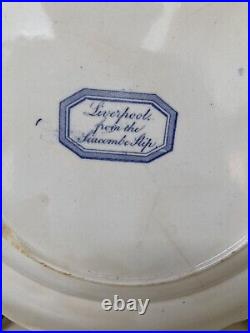 Liverpool.
from the
Seacombe Slip.